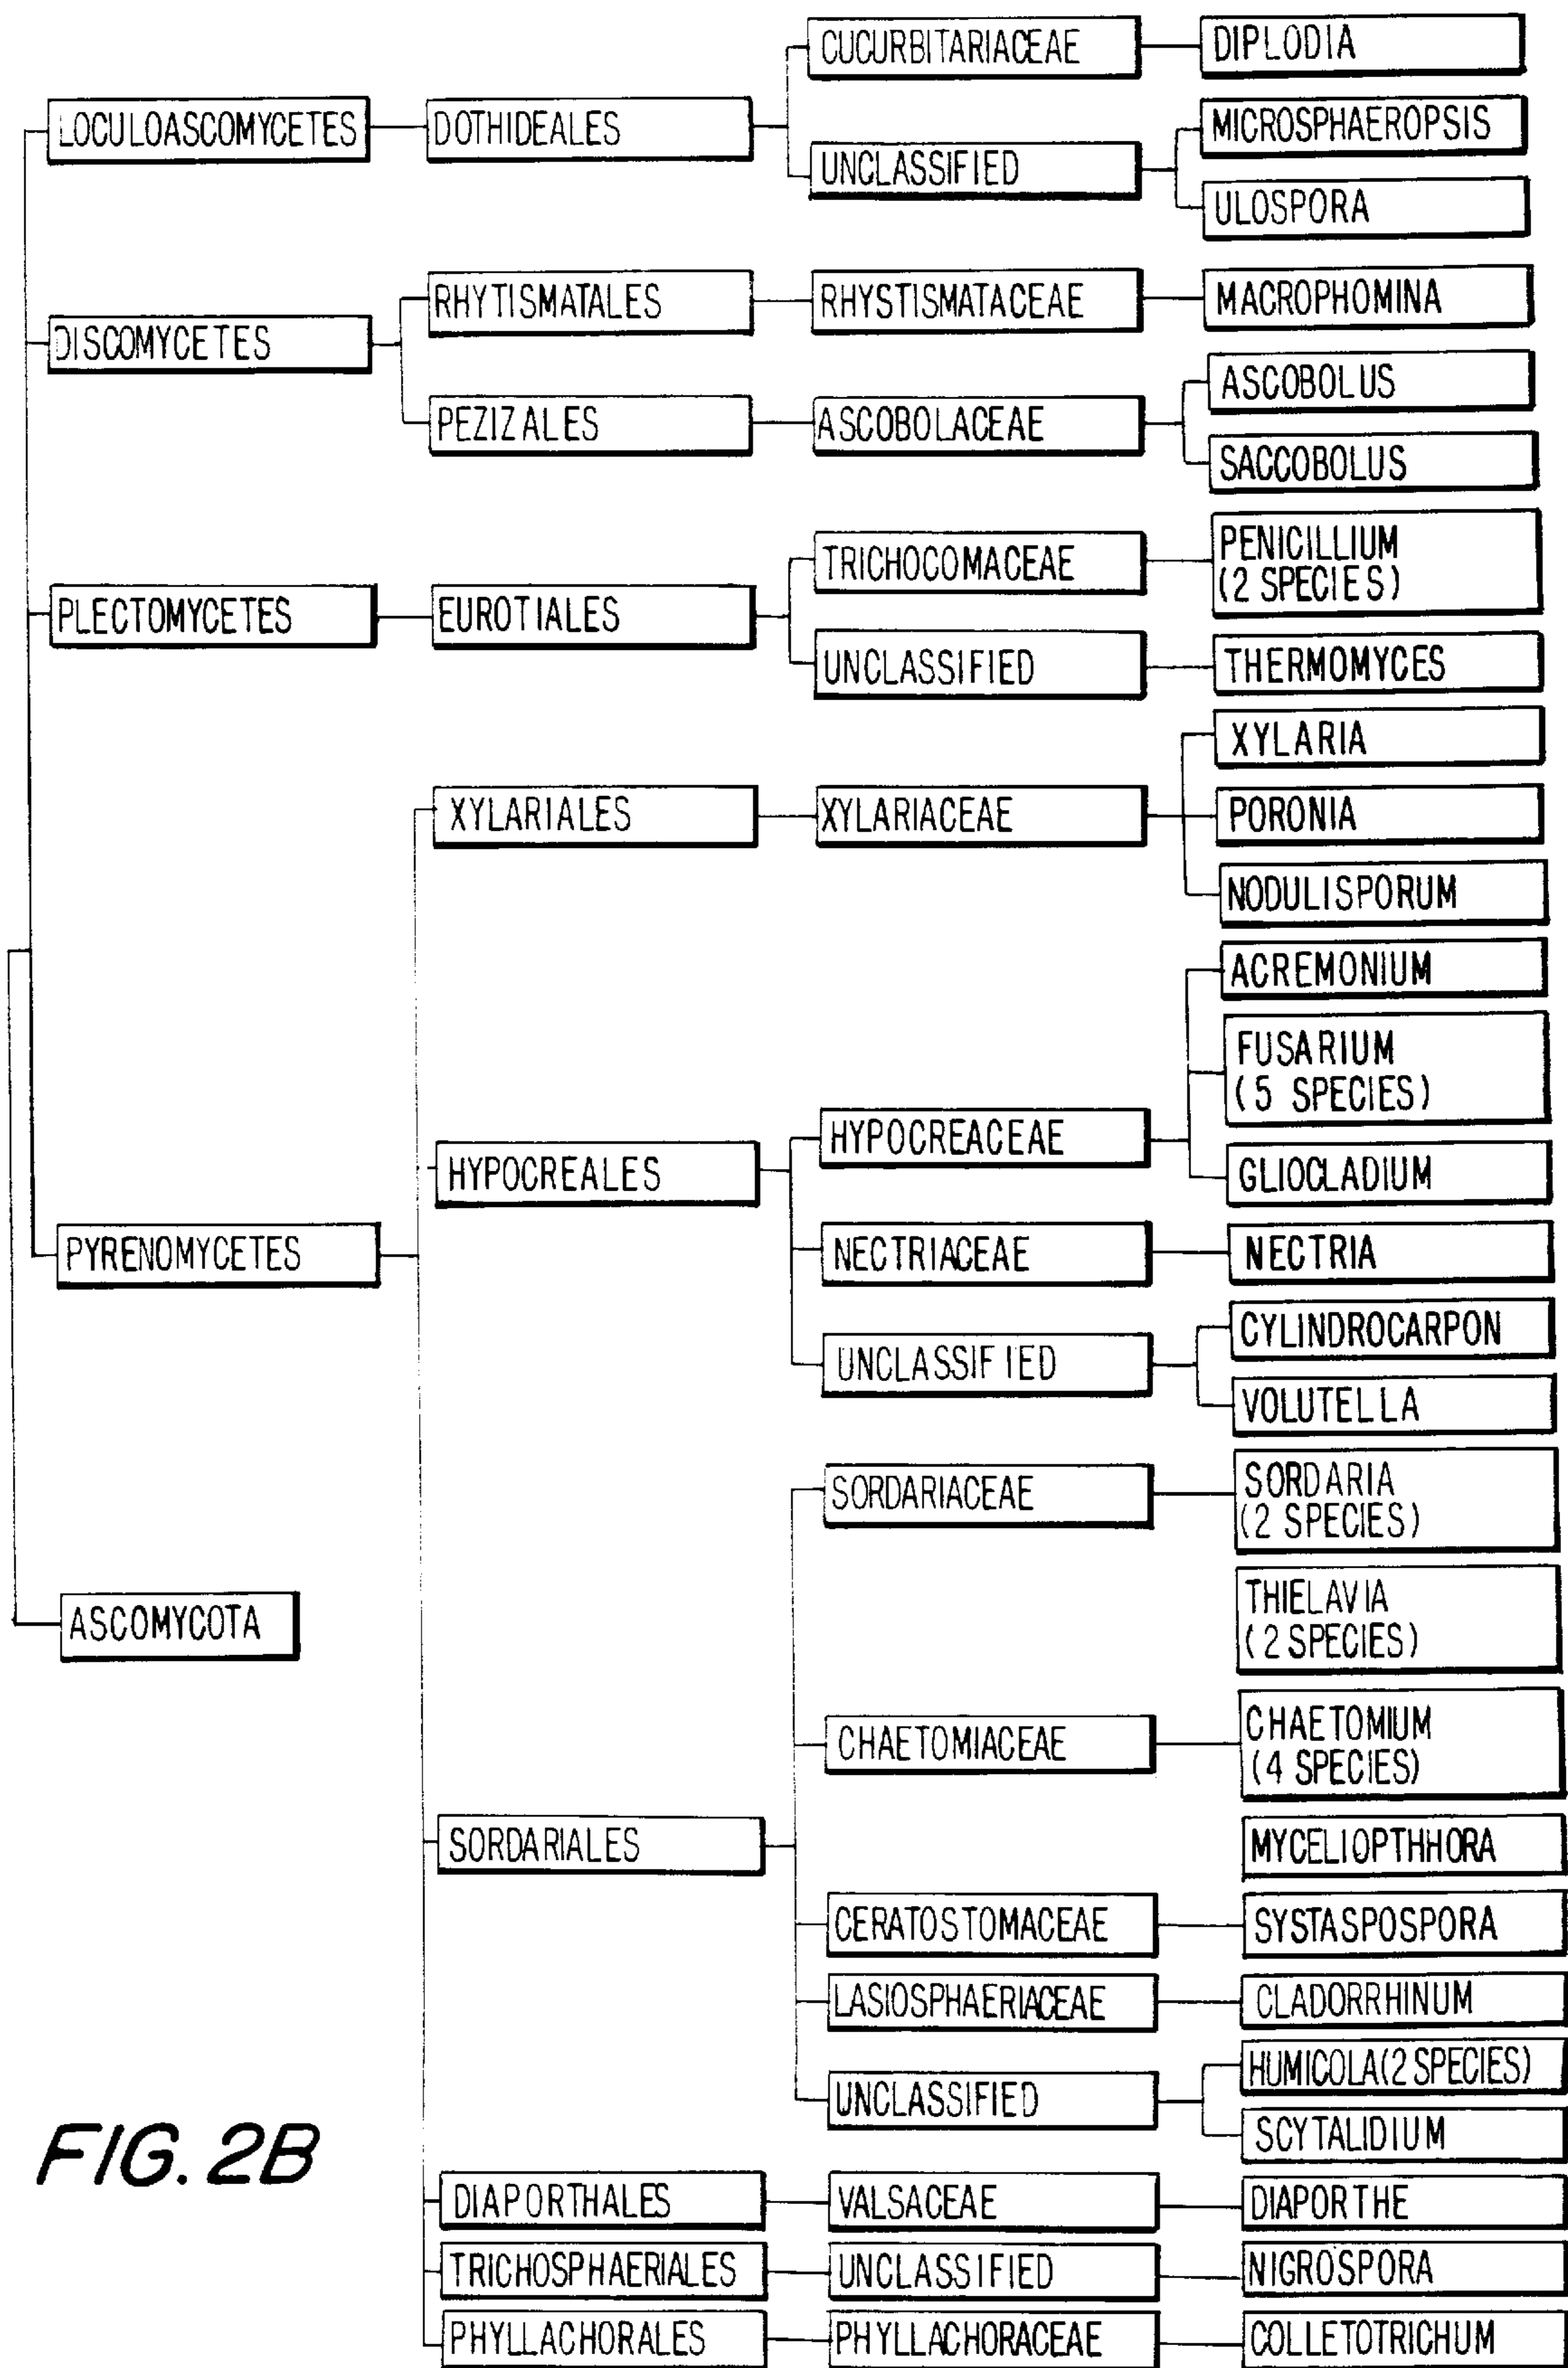 CUCURBITARIACEAE
DIPLODIA
LOCULOASCOMYCETES
DOTHIDEALES
MICROSPHAEROPSIS
UNCLASSIFIED
ULOSPORA
RHYTISMATALES
RHYSTISMATACEAE
MACROPHOMINA
DISCOMYCETES
ASCOBOLUS
PEZIZALES
ASCOBOLACEAE
SACCOBOLUS
TRICHOCOMACEAE
PENICILLIUM
(2 SPECIES)
PLECTOMYCETES
EUROTIALES
UNCLASSIFIED
THERMOMYCES
XYLARIA
XYLARIALES
XYLARIACEAE
PORONIA
NODULISPORUM
ACREMONIUM
FUSARIUM
(5 SPECIES)
HYPOCREACEAE
HYPOCREALES
GLIOCLADIUM
PYRENOMYCETES
NECTRIACEAE
NECTRIA
CYLINDROCARPON
UNCLASSIFIED
VOLUTELLA
SORDARIACEAE
SORDARIA
(2 SPECIES)
ASCOMYCOTA
THIELAVIA
(2 SPECIES)
CHAETOMIACEAE
CHAETOMIUM
(4 SPECIES)
SORDARIALES
MYCELIOPTHHORA
CERATOSTOMACEAE
SYSTASPOSPORA
LASIOSPHAERIACEAE
CLADORRHINUM
HUMICOLA(2 SPECIES)
UNCLASSIFIED
SCYTALIDIUM
FIG. 2B
DIAPORTHALES
VALSACEAE
DIAPORTHE
TRICHOSPHAERIALES
UNCLASSIFIED
NIGROSPORA
PHYLLACHORALES
PHYLLACHORACEAE
COLLETOTRICHUM